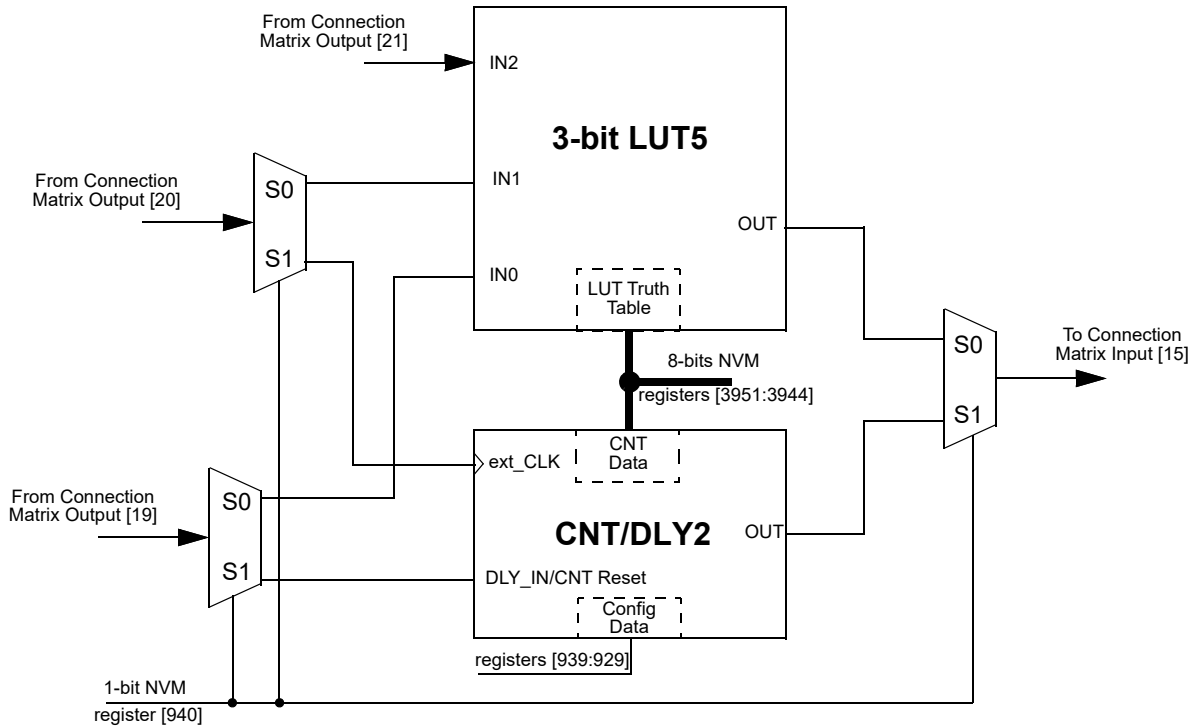 From Connection
Matrix Output [21]
IN2
3-bit LUT5
From Connection
Matrix Output [20]
S0
S1
IN1
IN0
OUT
LUT Truth
Table
8-bits NVM
registers [3951:3944]
S0
S1
To Connection
Matrix Input [15]
From Connection
Matrix Output [19]
S0
S1
ext_CLK
CNT
Data
CNT/DLY2
OUT
DLY_IN/CNT Reset
Config
Data
registers [939:929]
1-bit NVM
register [940]